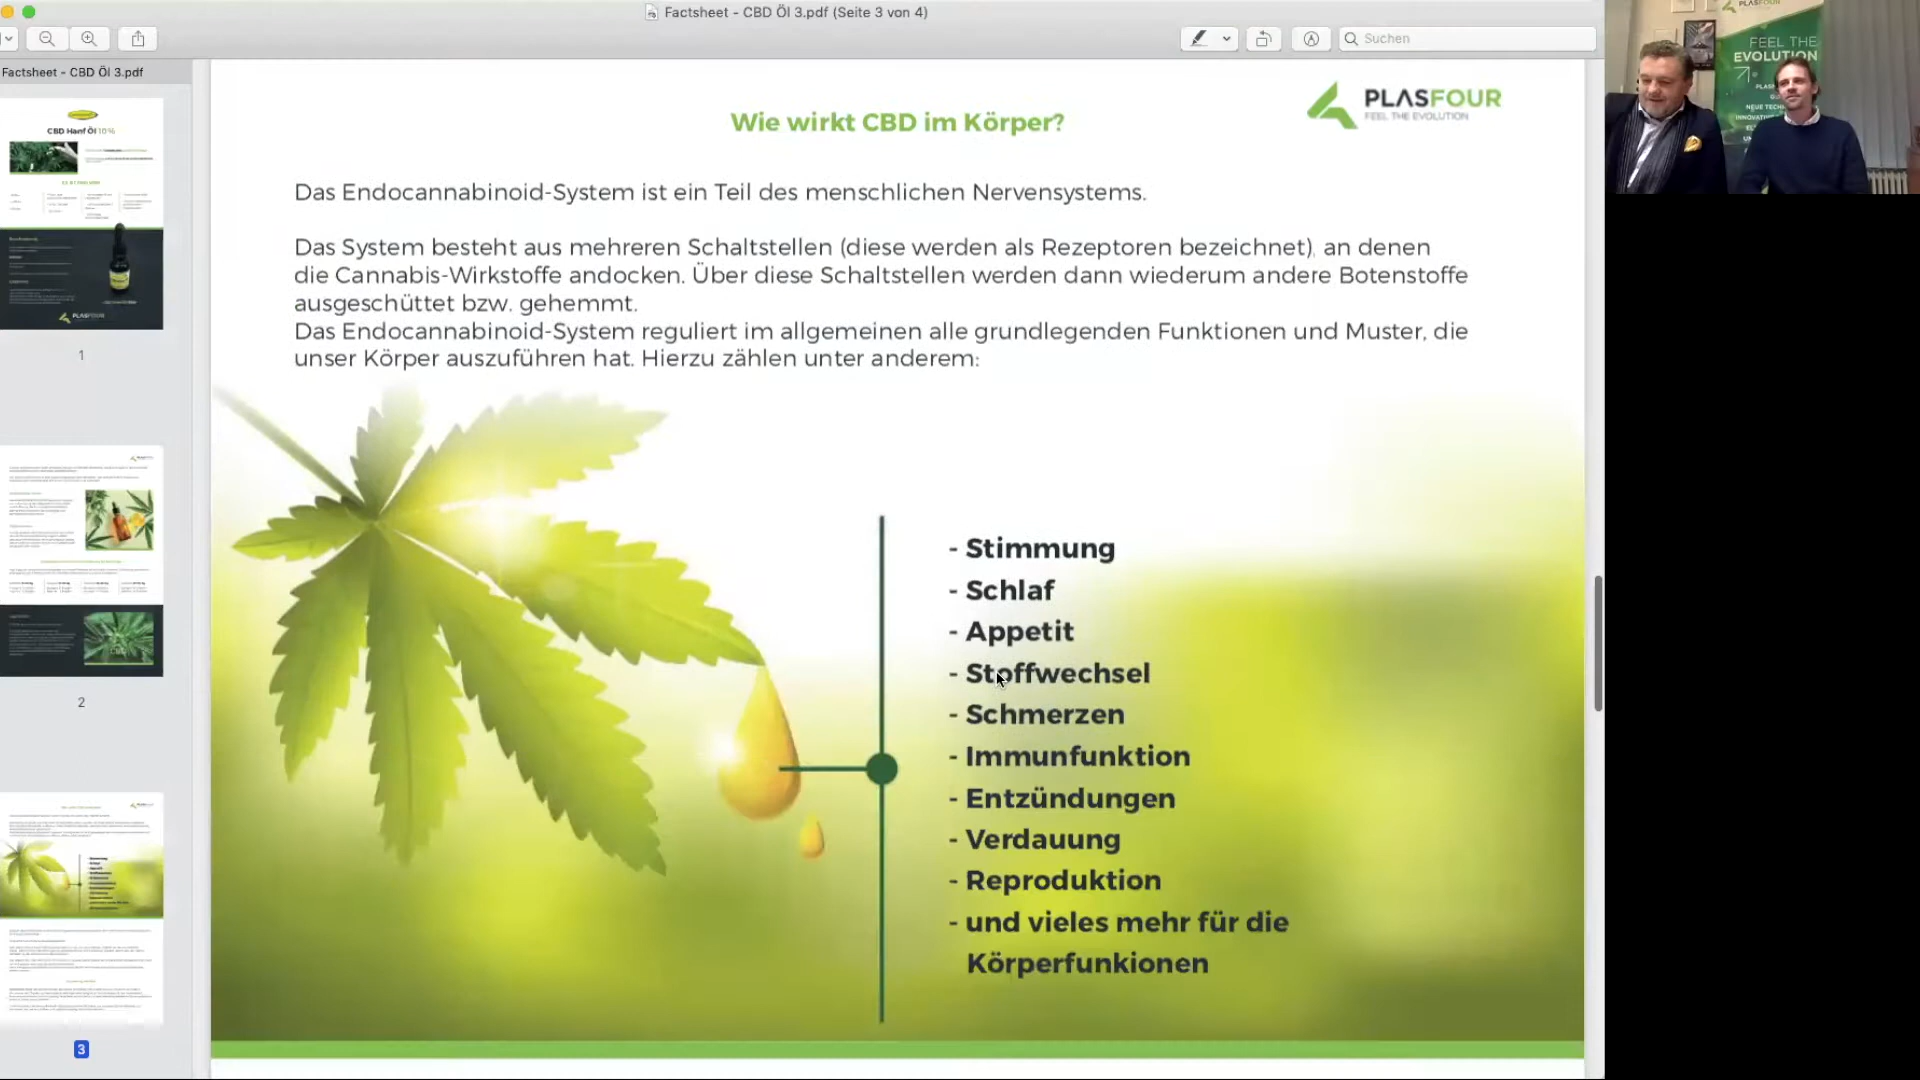 Factsheet - CBD Öl 3.pdf (Seite 3 von 4)
Suchen
Factsheet - CBD Öl 3.pdf
CBD Hanf Öl 10%
PLASFOUR
1
2
3
Wie wirkt CBD im Körper?
PLASFOUR
FEEL THE EVOLUTION
Das Endocannabinoid-System ist ein Teil des menschlichen Nervensystems.
Das System besteht aus mehreren Schaltstellen (diese werden als Rezeptoren bezeichnet), an denen
die Cannabis-Wirkstoffe andocken. Über diese Schaltstellen werden dann wiederum andere Botenstoffe
ausgeschüttet bzw. gehemmt.
Das Endocannabinoid-System reguliert im allgemeinen alle grundlegenden Funktionen und Muster, die
unser Körper auszuführen hat. Hierzu zählen unter anderem:
- Stimmung
- Schlaf
- Appetit
- Stoffwechsel
- Schmerzen
- Immunfunktion
- Entzündungen
- Verdauung
- Reproduktion
- und vieles mehr für die
Körperfunkionen
PLASFOUR
FEEL THE
EVOLUTION
NEUE TECH